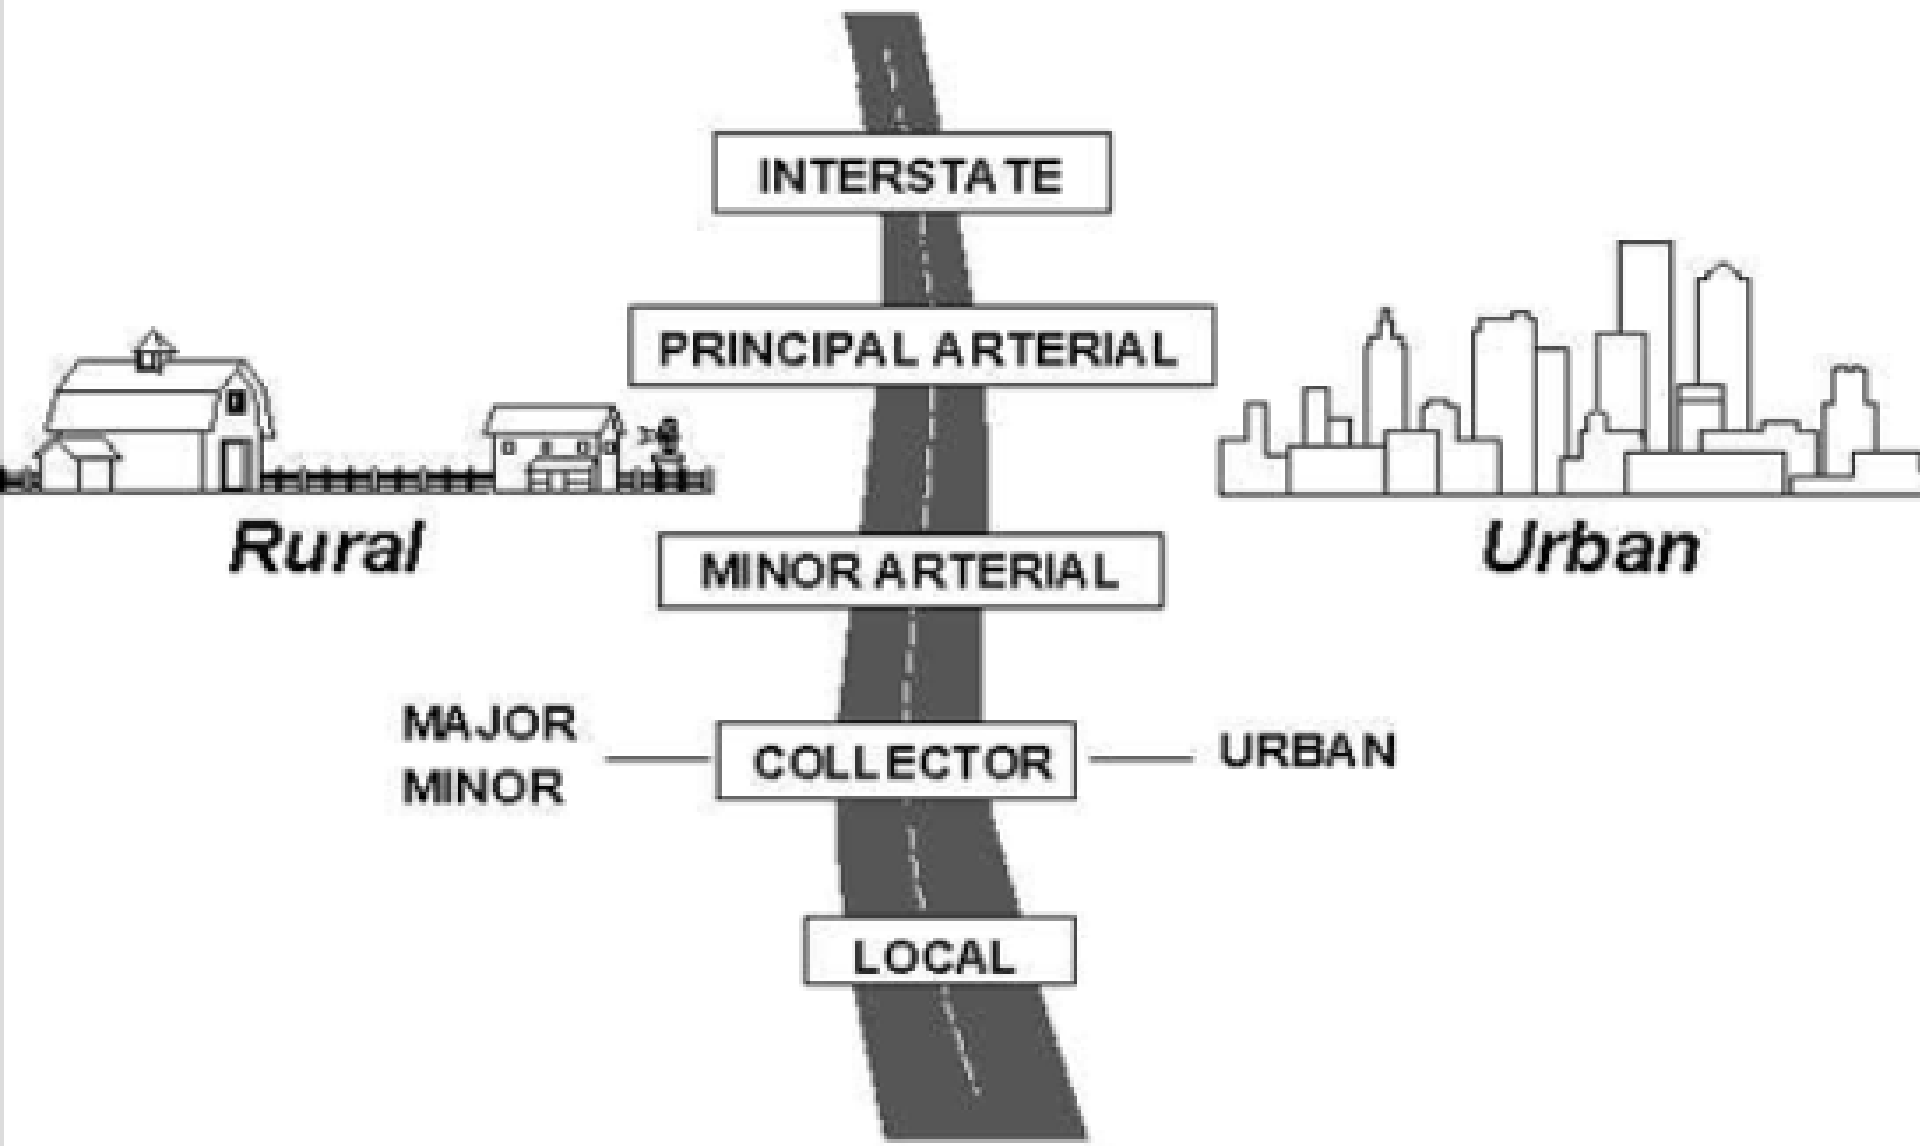 INTERSTATE
PRINCIPAL ARTERIAL
Rural
Urban
MINOR ARTERIAL
MAJOR
MINOR
COLLECTOR
URBAN
LOCAL